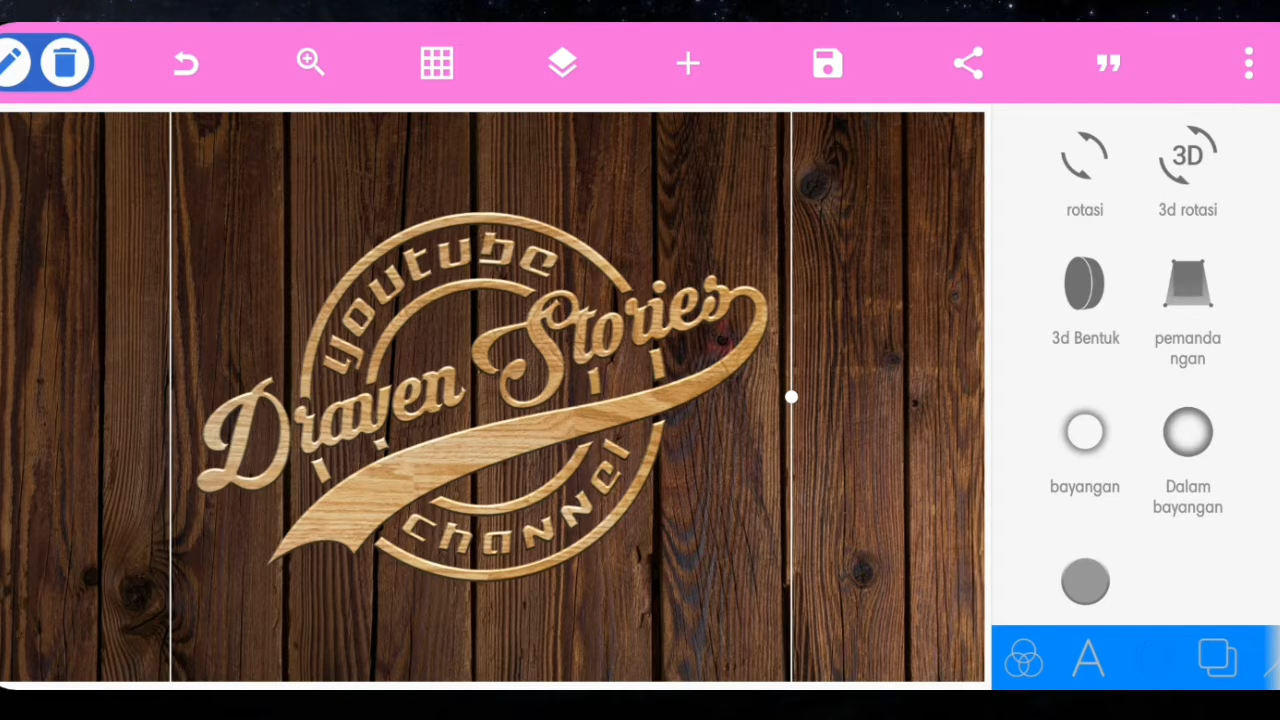 youtube
Draven Stories
channel
3D
rotasi
3d rotasi
3d Bentuk
pemanda
ngan
bayangan
Dalam
bayangan
A